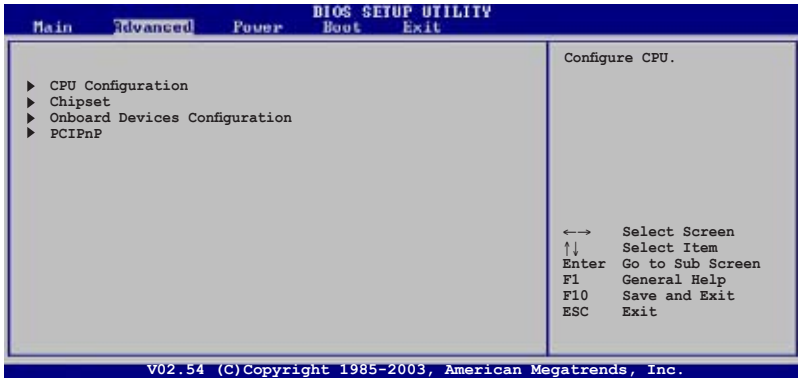 BIOS SETUP UTILITY
Main Advanced Power Boot Exit
Configure CPU.
CPU Configuration
Chipset
Onboard Devices Configuration
PCIPnP
←→ Select Screen
↑↓ Select Item
Enter Go to Sub Screen
F1 General Help
F10 Save and Exit
ESC Exit
V02.54 (C)Copyright 1985-2003, American Megatrends, Inc.